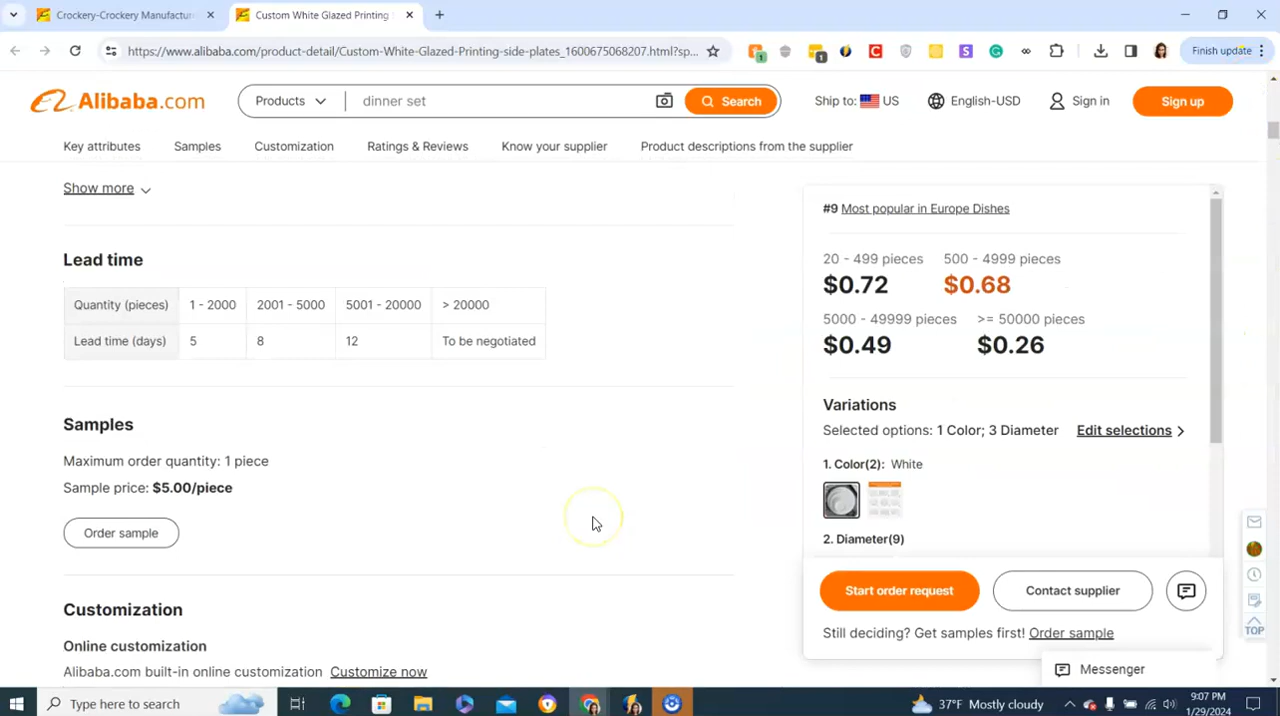 Crockery-Crockery Manufactur
Custom White Glazed Printing
https://www.alibaba.com/product-detail/Custom-White-Glazed-Printing-side-plates_1600675068207.html?sp...
1
1
C
S
G
Finish update
Alibaba.com
Products
dinner set
Search
Ship to:
US
English-USD
Sign in
Sign up
Key attributes
Samples
Customization
Ratings & Reviews
Know your supplier
Product descriptions from the supplier
Show more
Lead time
Quantity (pieces) 1 - 2000 2001 - 5000 5001 - 20000 > 20000
Lead time (days) 5 8 12 To be negotiated
Samples
Maximum order quantity: 1 piece
Sample price: $5.00/piece
Order sample
Customization
Online customization
Alibaba.com built-in online customization Customize now
#9 Most popular in Europe Dishes
20 - 499 pieces 500 - 4999 pieces
$0.72 $0.68
5000 - 49999 pieces >= 50000 pieces
$0.49 $0.26
Variations
Selected options: 1 Color; 3 Diameter Edit selections
1. Color(2): White
2. Diameter(9)
Start order request
Contact supplier
Still deciding? Get samples first! Order sample
TOP
Messenger
Type here to search
37°F Mostly cloudy
9:07 PM
1/29/2024